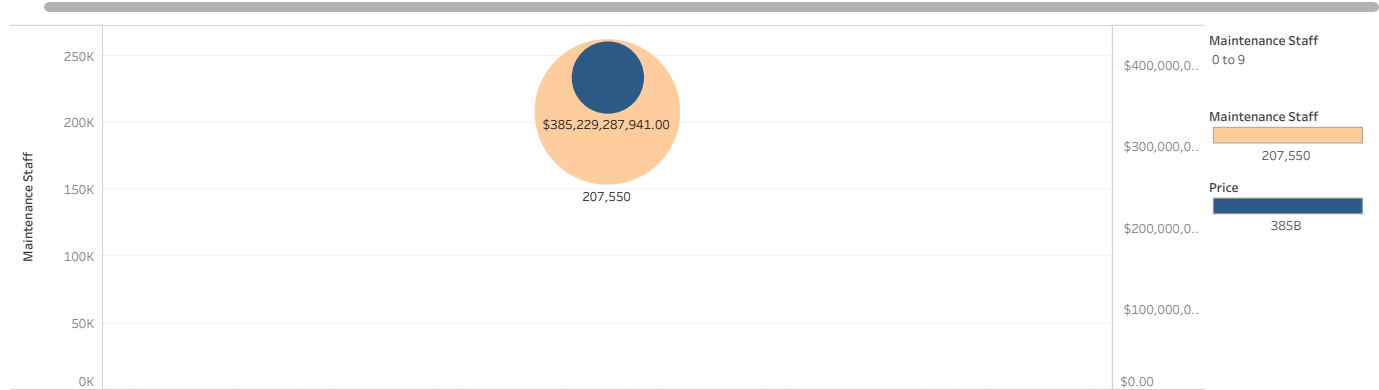 Maintenance Staff
250K
200K
150K
100K
50K
0K
$385,229,287,941.00
207,550
$400,000,0..
$300,000,0..
$200,000,0..
$100,000,0..
$0.00
Maintenance Staff
0 to 9
Maintenance Staff
207,550
Price
385B